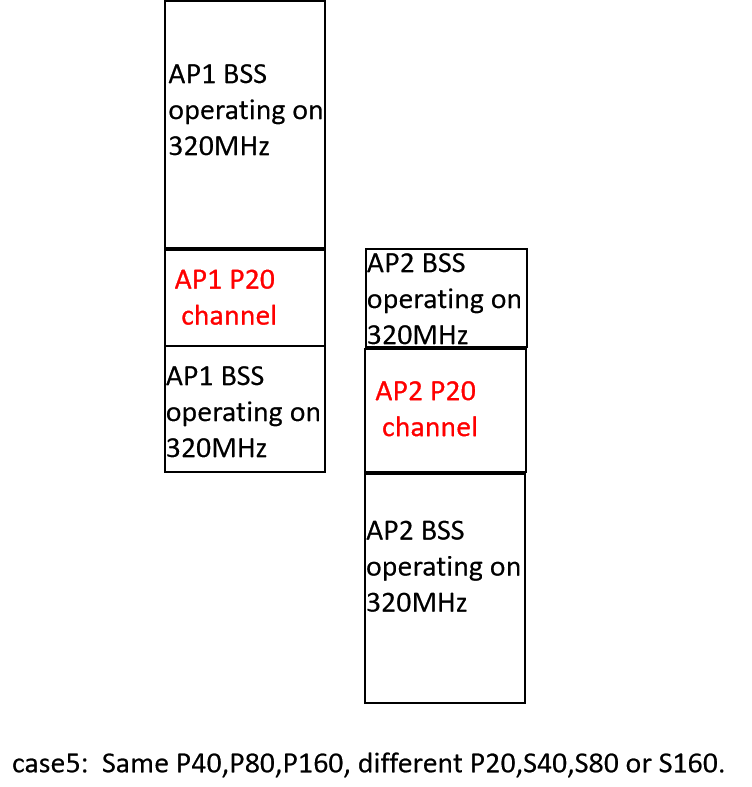 AP1 BSS
operating on
320MHz
AP1 P20
channel
AP1 BSS
operating on
320MHz
AP2 BSS
operating on
320MHz
AP2 P20
channel
AP2 BSS
operating on
320MHz
case5:  Same P40,P80,P160, different P20,S40,S80 or S160.